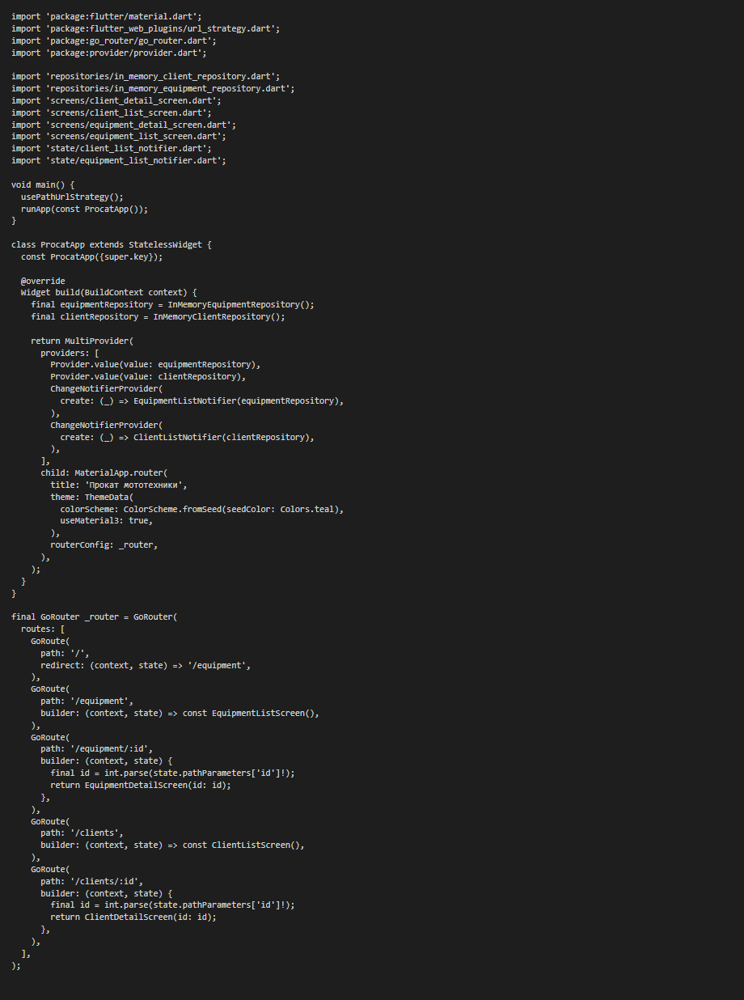 import 'package:flutter/material.dart';
import 'package:flutter_web_plugins/url_strategy.dart';
import 'package:go_router/go_router.dart';
import 'package:provider/provider.dart';

import 'repositories/in_memory_client_repository.dart';
import 'repositories/in_memory_equipment_repository.dart';
import 'screens/client_detail_screen.dart';
import 'screens/client_list_screen.dart';
import 'screens/equipment_detail_screen.dart';
import 'screens/equipment_list_screen.dart';
import 'state/client_list_notifier.dart';
import 'state/equipment_list_notifier.dart';

void main() {
  usePathUrlStrategy();
  runApp(const ProcatApp());
}

class ProcatApp extends StatelessWidget {
  const ProcatApp({super.key});

  @override
  Widget build(BuildContext context) {
    final equipmentRepository = InMemoryEquipmentRepository();
    final clientRepository = InMemoryClientRepository();

    return MultiProvider(
      providers: [
        Provider.value(value: equipmentRepository),
        Provider.value(value: clientRepository),
        ChangeNotifierProvider(
          create: (_) => EquipmentListNotifier(equipmentRepository),
        ),
        ChangeNotifierProvider(
          create: (_) => ClientListNotifier(clientRepository),
        ),
      ],
      child: MaterialApp.router(
        title: 'Прокат мототехники',
        theme: ThemeData(
          colorScheme: ColorScheme.fromSeed(seedColor: Colors.teal),
          useMaterial3: true,
        ),
        routerConfig: _router,
      ),
    );
  }
}

final GoRouter _router = GoRouter(
  routes: [
    GoRoute(
      path: '/',
      redirect: (context, state) => '/equipment',
    ),
    GoRoute(
      path: '/equipment',
      builder: (context, state) => const EquipmentListScreen(),
    ),
    GoRoute(
      path: '/equipment/:id',
      builder: (context, state) {
        final id = int.parse(state.pathParameters['id']!);
        return EquipmentDetailScreen(id: id);
      },
    ),
    GoRoute(
      path: '/clients',
      builder: (context, state) => const ClientListScreen(),
    ),
    GoRoute(
      path: '/clients/:id',
      builder: (context, state) {
        final id = int.parse(state.pathParameters['id']!);
        return ClientDetailScreen(id: id);
      },
    ),
  ],
);